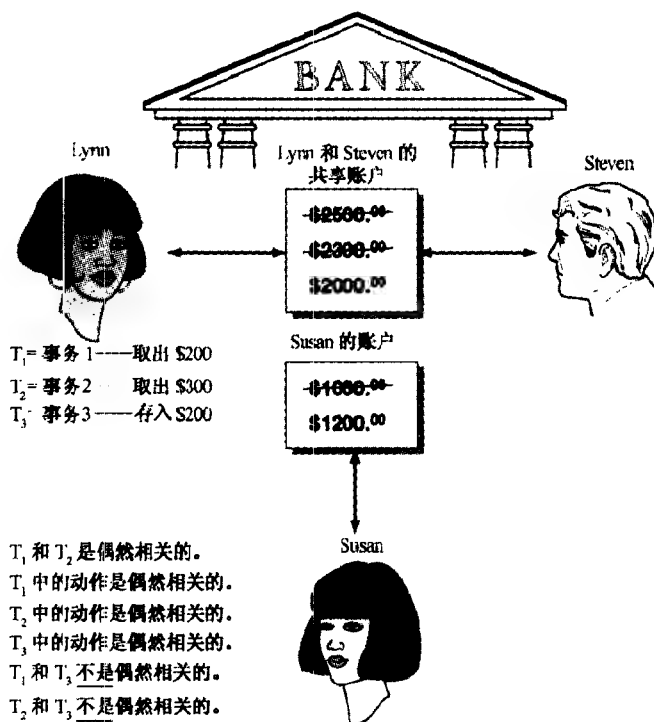 BANK
Lynn
Lynn 和 Steven 的
共享账户
Steven
$2500.00
$2300.00
$2000.00
Susan 的账户
$1000.00
$1200.00
T1= 事务 1——取出 $200
T2= 事务2 取出 $300
T3- 事务3——存入 $200
Susan
T1 和 T2 是偶然相关的。
T1 中的动作是偶然相关的。
T2 中的动作是偶然相关的。
T3 中的动作是偶然相关的。
T1 和 T3 不是偶然相关的。
T2 和 T3 不是偶然相关的。